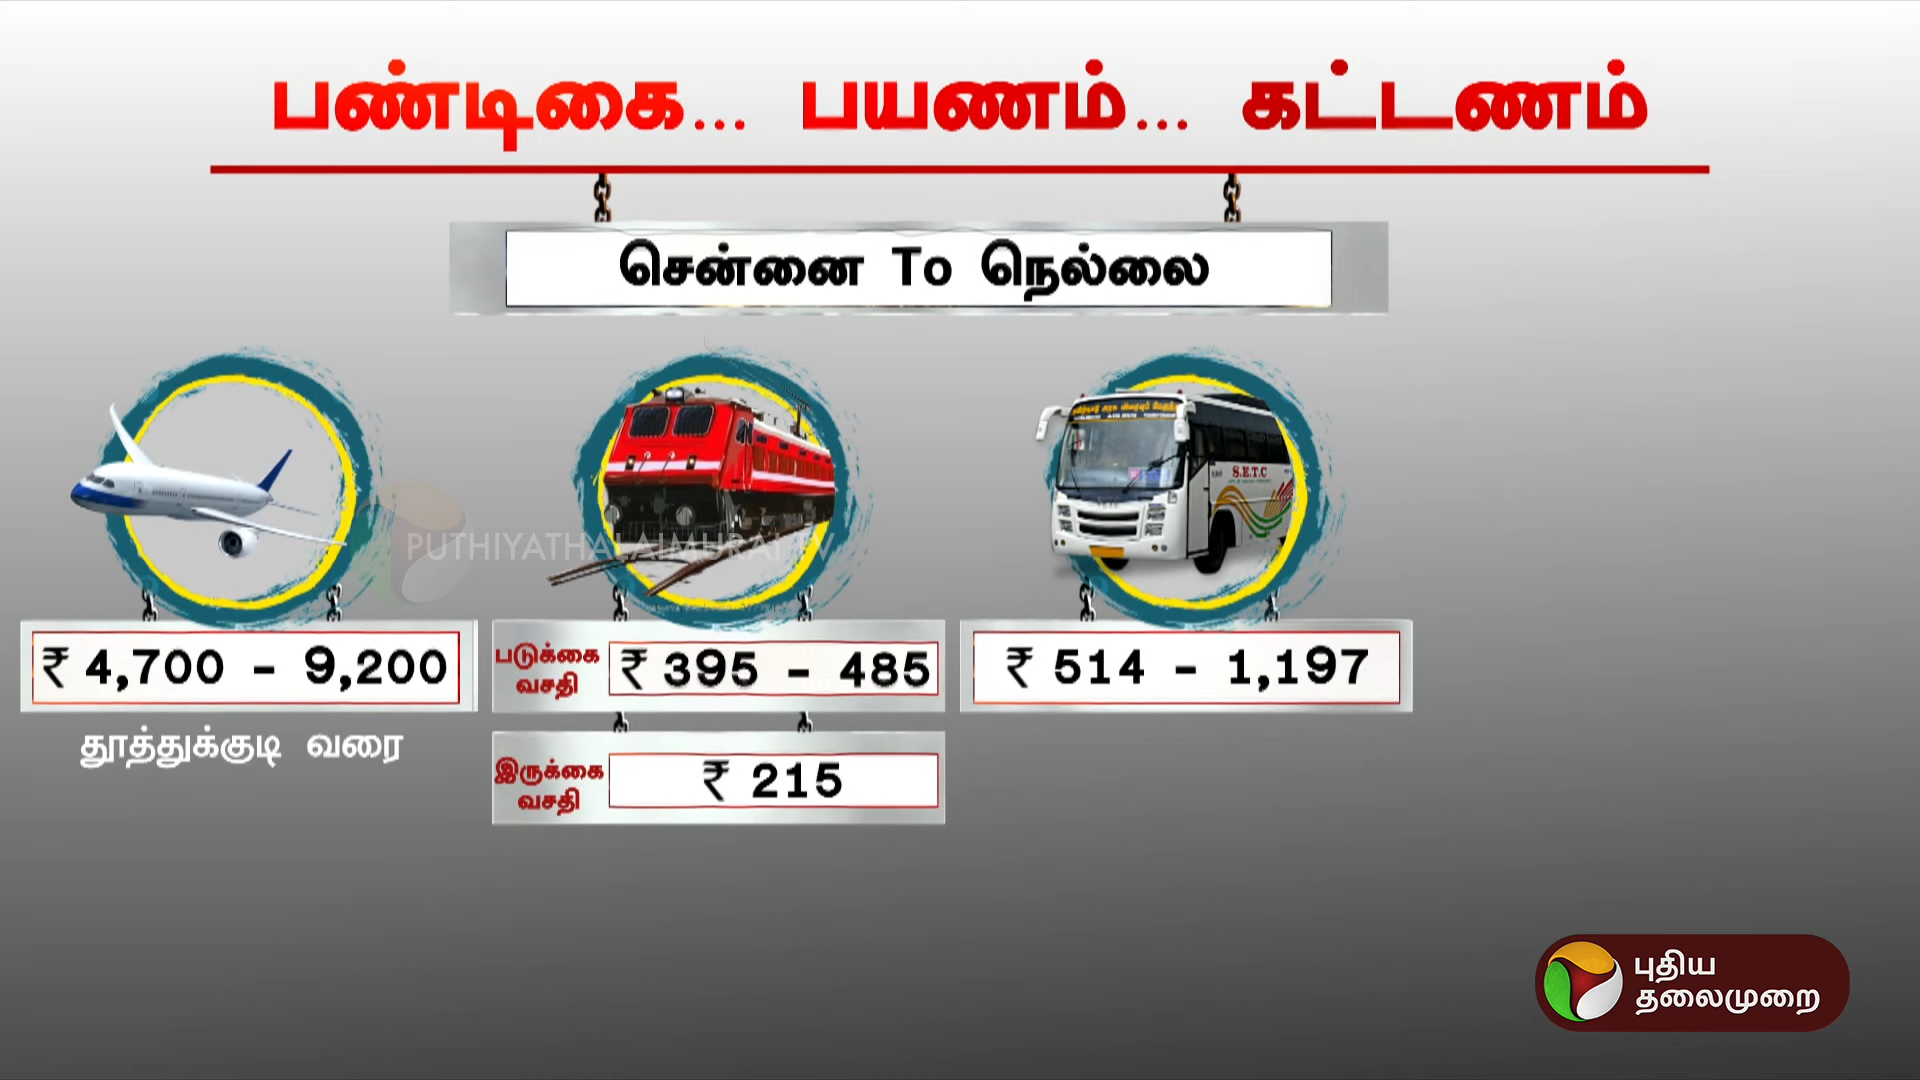 பண்டிகை... பயணம்... கட்டணம்
சென்னை To நெல்லை
S.E.T.C
PUTHIYATHALAIMURAI TV
₹ 4,700 - 9,200
தூத்துக்குடி வரை
படுக்கை
வசதி
₹ 395 - 485
இருக்கை
வசதி
₹ 215
₹ 514 - 1,197
புதிய
தலைமுறை